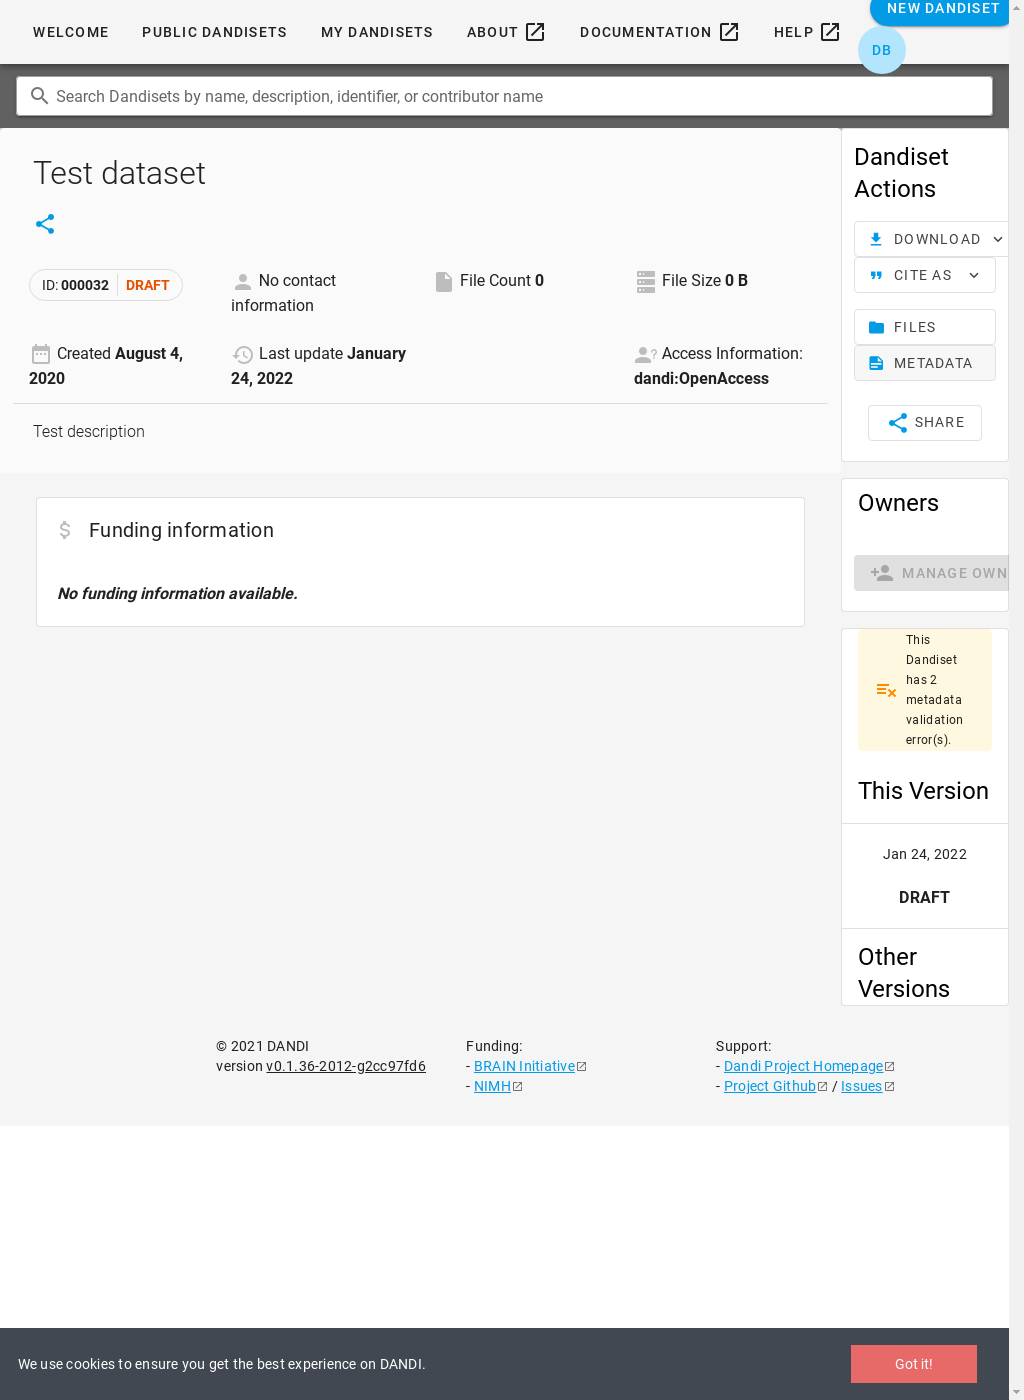 WELCOME
PUBLIC DANDISETS
MY DANDISETS
ABOUT
DOCUMENTATION
HELP
NEW DANDISET
DB
Search Dandisets by name, description, identifier, or contributor name
Test dataset
ID: 000032 DRAFT
No contact
information
File Count 0
File Size 0 B
Created August 4,
2020
Last update January
24, 2022
Access Information:
dandi:OpenAccess
Test description
Funding information
No funding information available.
Dandiset
Actions
DOWNLOAD
CITE AS
FILES
METADATA
SHARE
Owners
MANAGE OWN
This
Dandiset
has 2
metadata
validation
error(s).
This Version
Jan 24, 2022
DRAFT
Other
Versions
© 2021 DANDI
version v0.1.36-2012-g2cc97fd6
Funding:
- BRAIN Initiative
- NIMH
Support:
- Dandi Project Homepage
- Project Github / Issues
We use cookies to ensure you get the best experience on DANDI.
Got it!